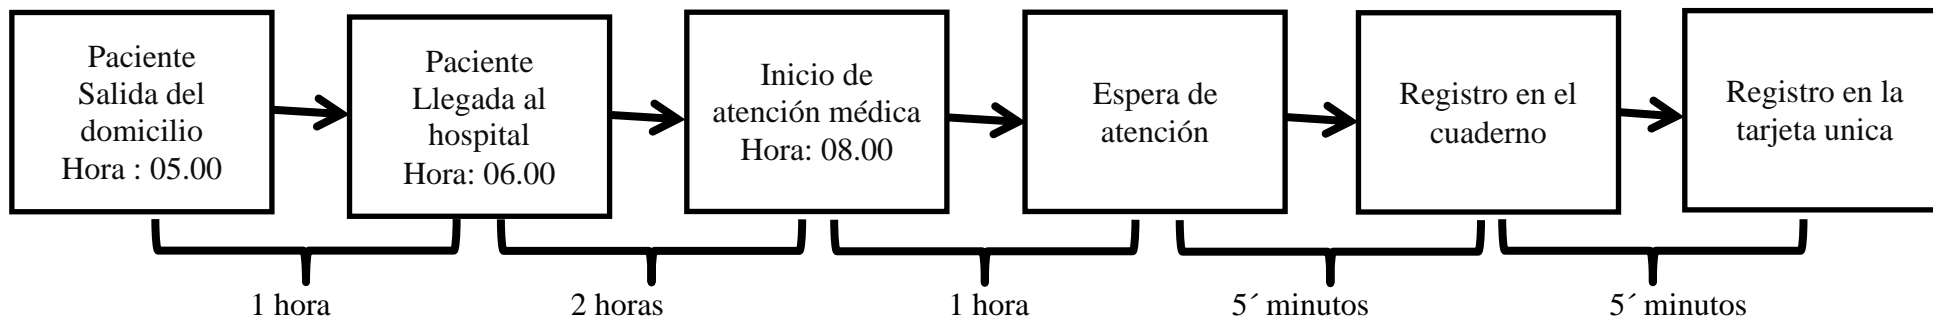 Paciente
Salida del
domicilio
Hora : 05.00
Paciente
Llegada al
hospital
Hora: 06.00
Inicio de
atención médica
Hora: 08.00
Espera de
atención
Registro en el
cuaderno
Registro en la
tarjeta unica
1 hora
2 horas
1 hora
5´ minutos
5´ minutos